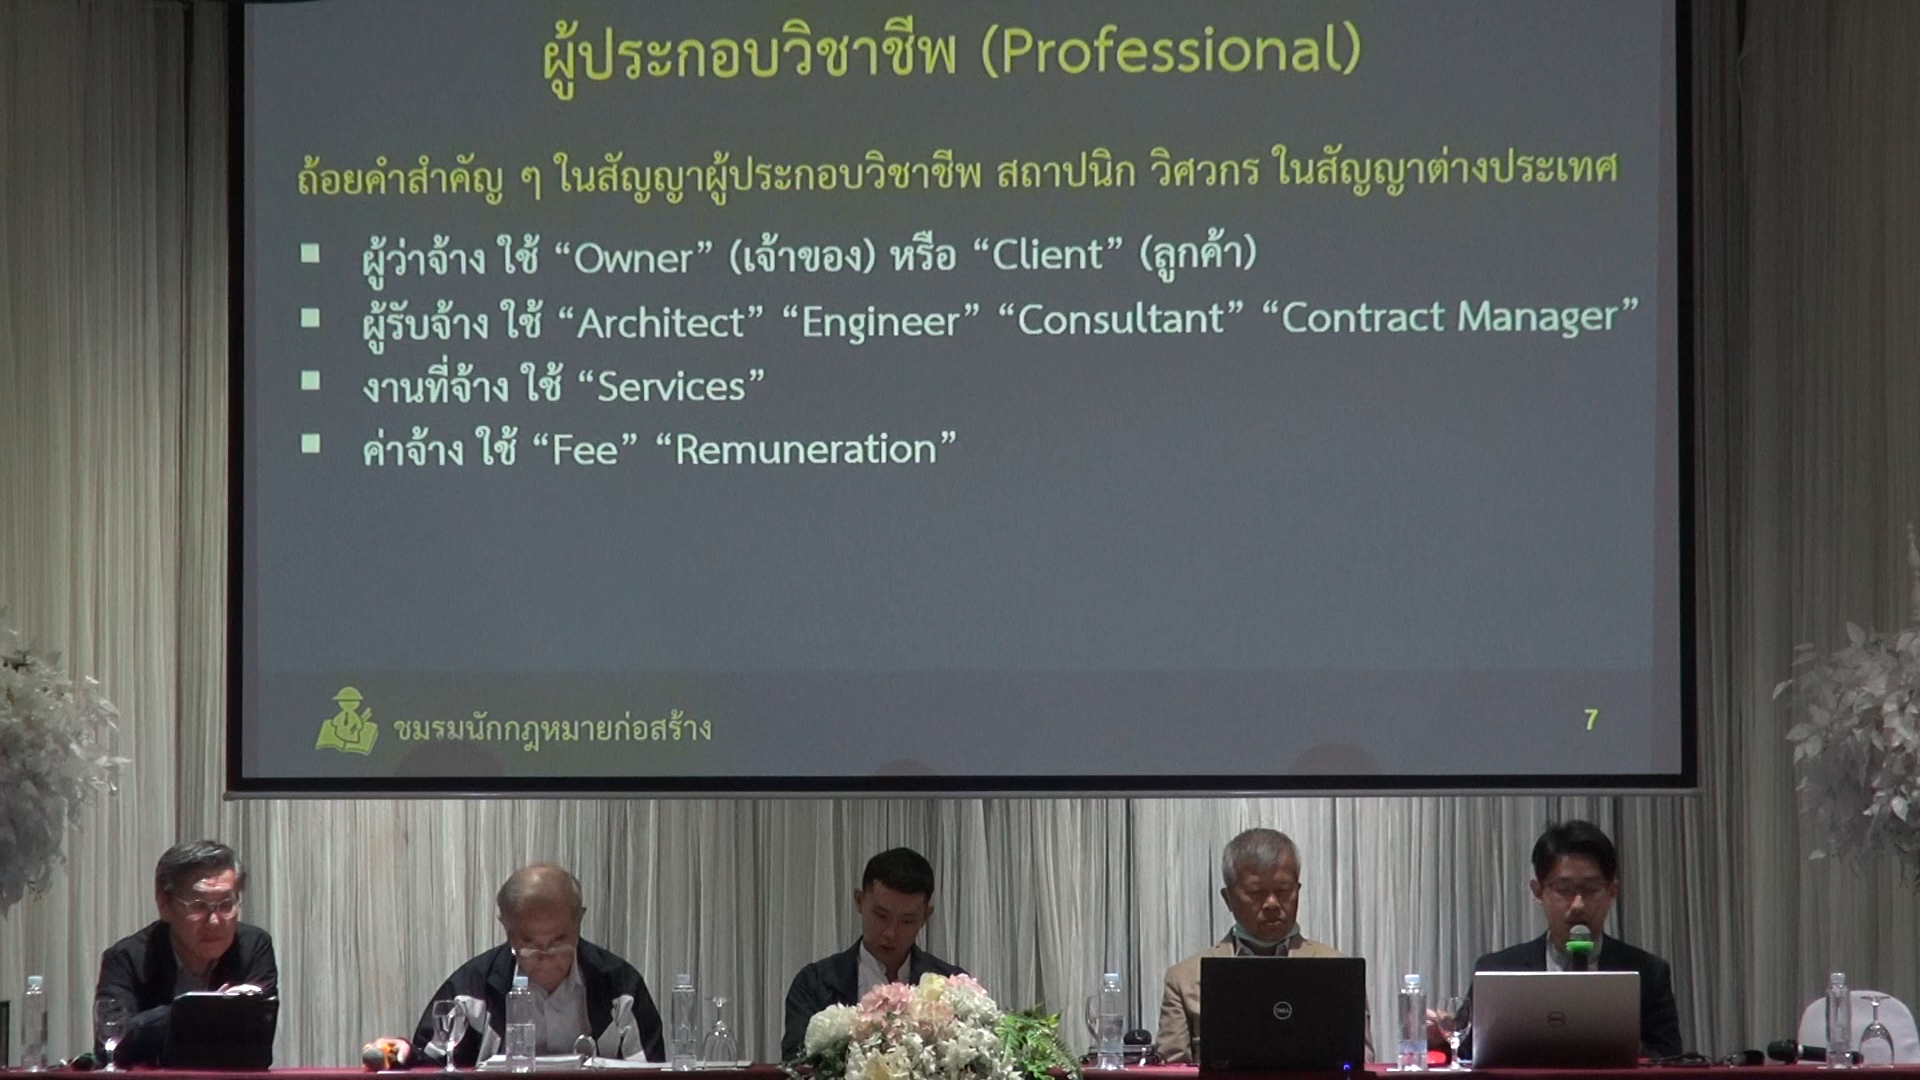 ผู้ประกอบวิชาชีพ (Professional)
ถ้อยคำสำคัญ ๆ ในสัญญาผู้ประกอบวิชาชีพ สถาปนิก วิศวกร ในสัญญาต่างประเทศ
▪ ผู้ว่าจ้าง ใช้ “Owner” (เจ้าของ) หรือ “Client” (ลูกค้า)
▪ ผู้รับจ้าง ใช้ “Architect” “Engineer” “Consultant” “Contract Manager”
▪ งานที่จ้าง ใช้ “Services”
▪ ค่าจ้าง ใช้ “Fee” “Remuneration”
ชมรมนักกฎหมายก่อสร้าง
7
DELL